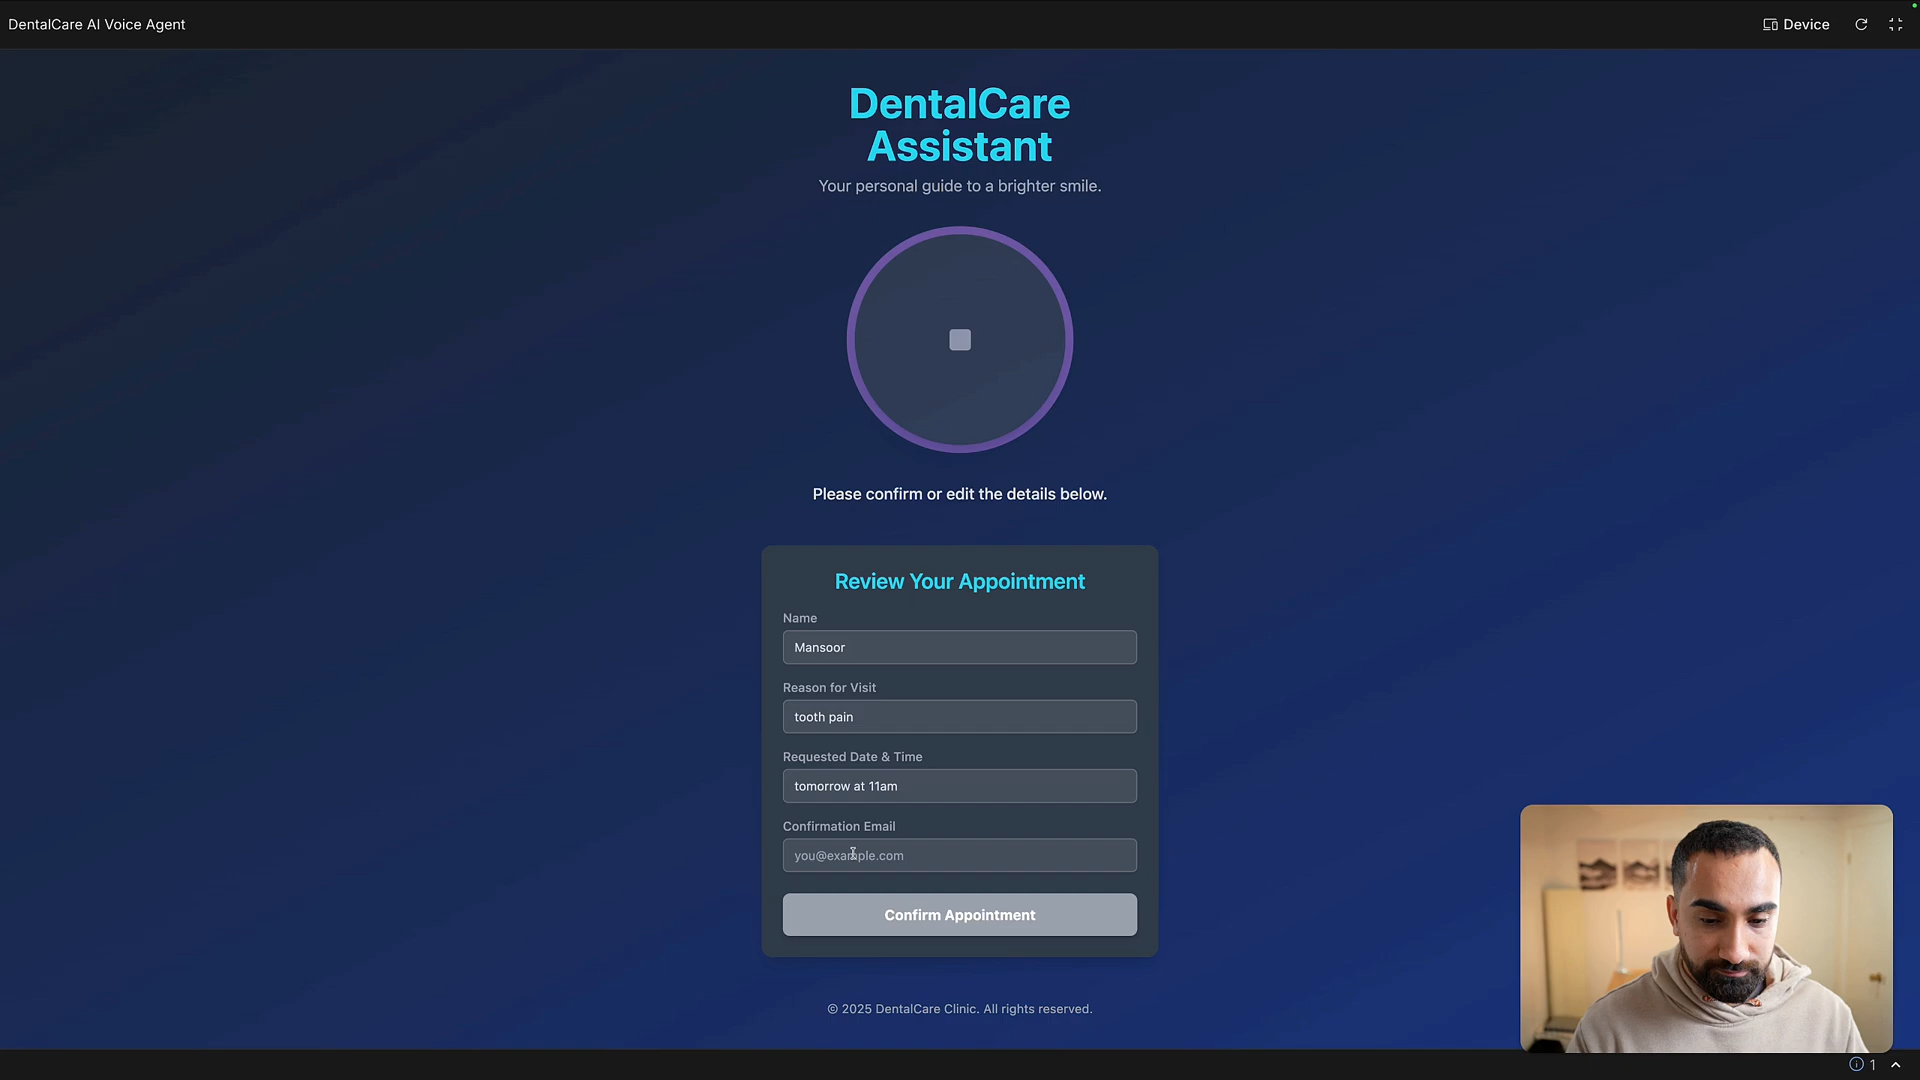 DentalCare AI Voice Agent
Device
DentalCare
Assistant
Your personal guide to a brighter smile.
Please confirm or edit the details below.
Review Your Appointment
Name
Mansoor
Reason for Visit
tooth pain
Requested Date & Time
tomorrow at 11am
Confirmation Email
you@example.com
Confirm Appointment
© 2025 DentalCare Clinic. All rights reserved.
1